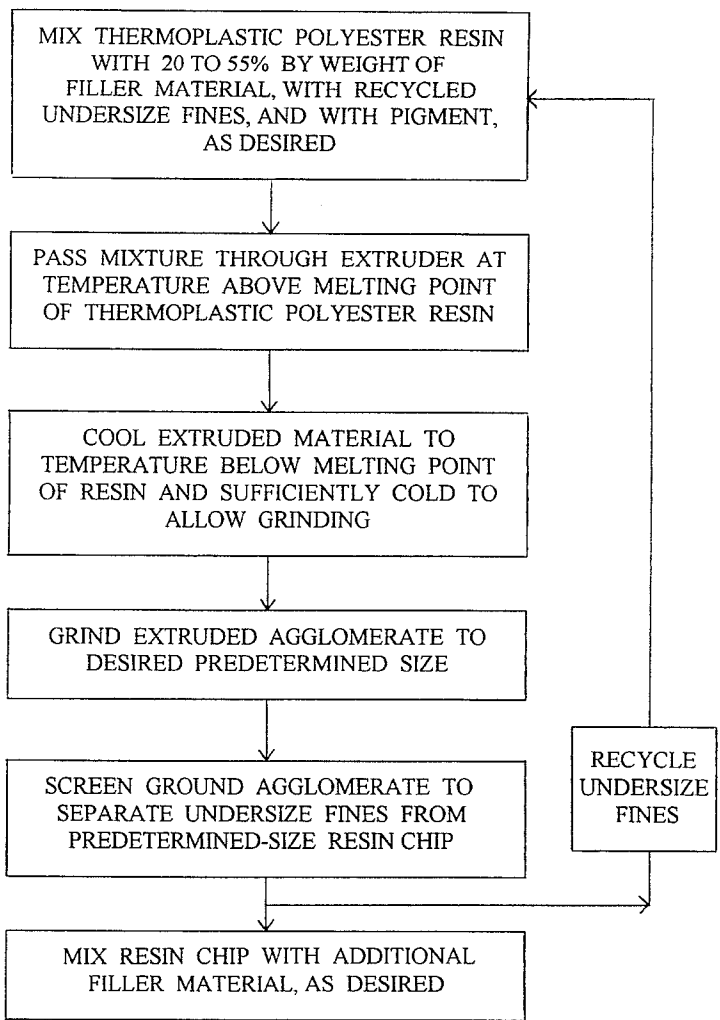 MIX THERMOPLASTIC POLYESTER RESIN
WITH 20 TO 55% BY WEIGHT OF
FILLER MATERIAL, WITH RECYCLED
UNDERSIZE FINES, AND WITH PIGMENT,
AS DESIRED
PASS MIXTURE THROUGH EXTRUDER AT
TEMPERATURE ABOVE MELTING POINT
OF THERMOPLASTIC POLYESTER RESIN
COOL EXTRUDED MATERIAL TO
TEMPERATURE BELOW MELTING POINT
OF RESIN AND SUFFICIENTLY COLD TO
ALLOW GRINDING
GRIND EXTRUDED AGGLOMERATE TO
DESIRED PREDETERMINED SIZE
SCREEN GROUND AGGLOMERATE TO
SEPARATE UNDERSIZE FINES FROM
PREDETERMINED-SIZE RESIN CHIP
RECYCLE
UNDERSIZE
FINES
MIX RESIN CHIP WITH ADDITIONAL
FILLER MATERIAL, AS DESIRED